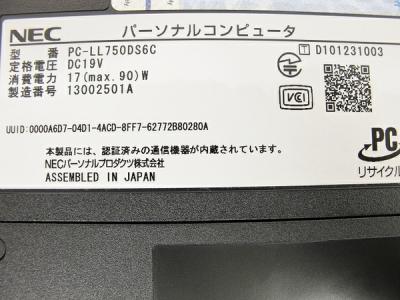 NEC パーソナルコンピュータ
型 番 PC-LL750DS6C
定格電圧 DC19V
消費電力 17(max.90)W
製造番号 13002501A
T D101231003
VCCI
UUID:0000A6D7-04D1-4ACD-8FF7-62772B80280A
本製品には、認証済みの通信機器が内蔵されています。
NECパーソナルプロダクツ株式会社
ASSEMBLED IN JAPAN
PC
リサイクル